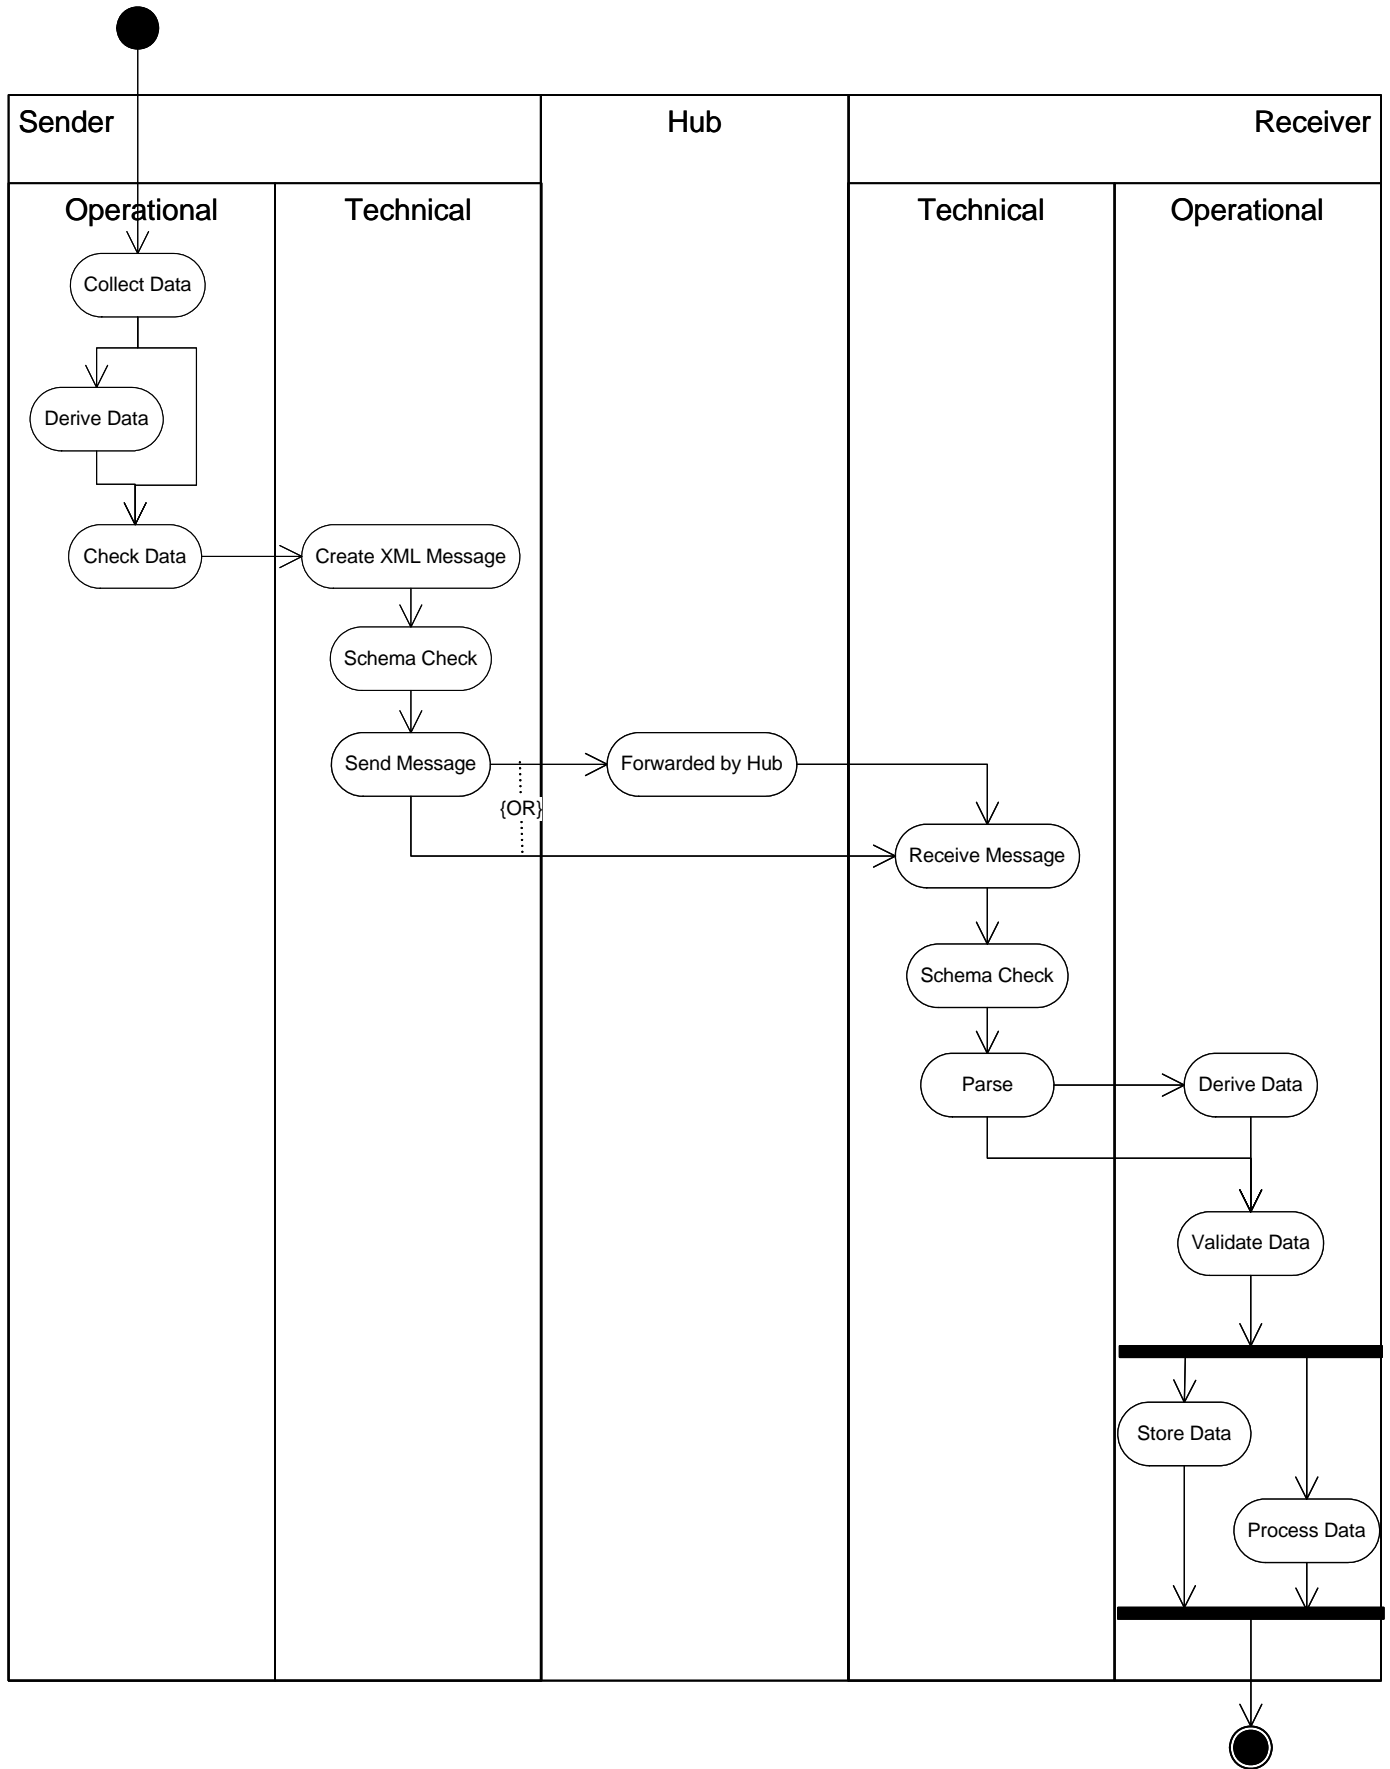 Sender
Hub
Receiver
Operational
Technical
Technical
Operational
Collect Data
Derive Data
Check Data
Create XML Message
Schema Check
Send Message
Forwarded by Hub
{OR}
Receive Message
Schema Check
Parse
Derive Data
Validate Data
Store Data
Process Data